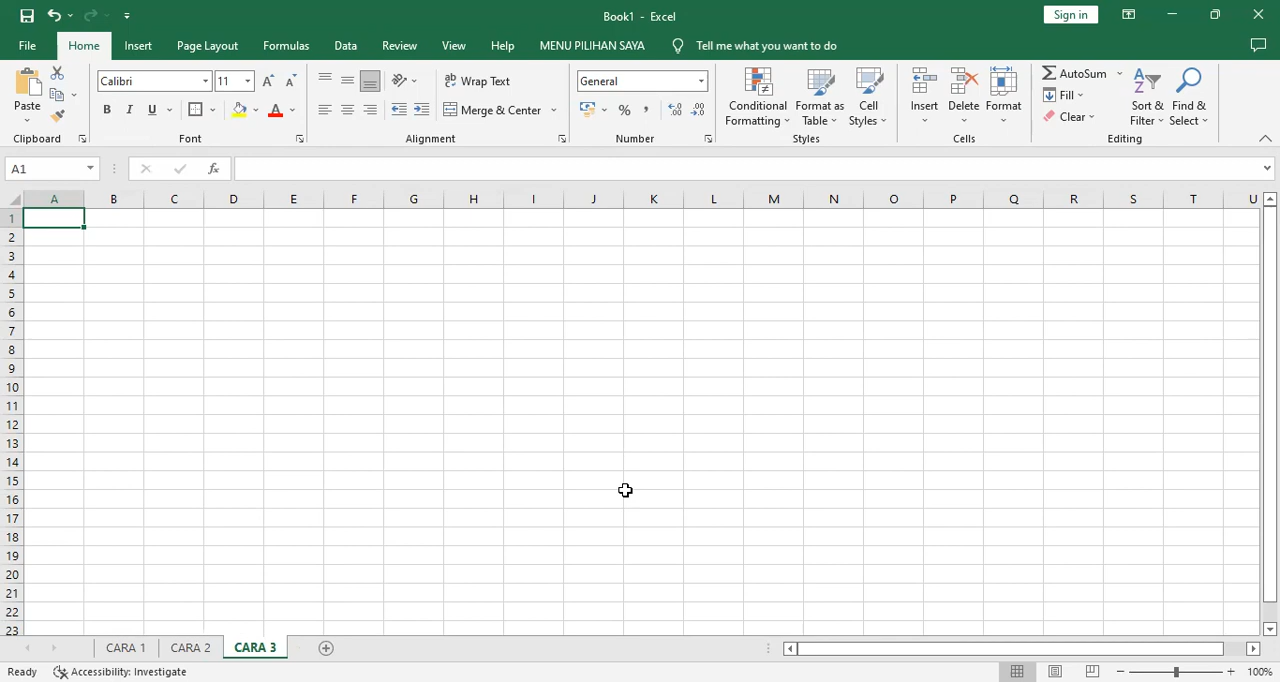 Book1 - Excel
Sign in
File Home Insert Page Layout Formulas Data Review View Help MENU PILIHAN SAYA Tell me what you want to do
Paste
Clipboard
Calibri 11
B I U
Font
Wrap Text
Merge & Center
Alignment
General
%
Number
Conditional Formatting
Format as Table
Cell Styles
Styles
Insert
Delete
Format
Cells
AutoSum
Fill
Clear
Sort & Filter
Find & Select
Editing
A1
fx
A B C D E F G H I J K L M N O P Q R S T U
1
2
3
4
5
6
7
8
9
10
11
12
13
14
15
16
17
18
19
20
21
22
23
CARA 1 CARA 2 CARA 3
Ready Accessibility: Investigate
100%